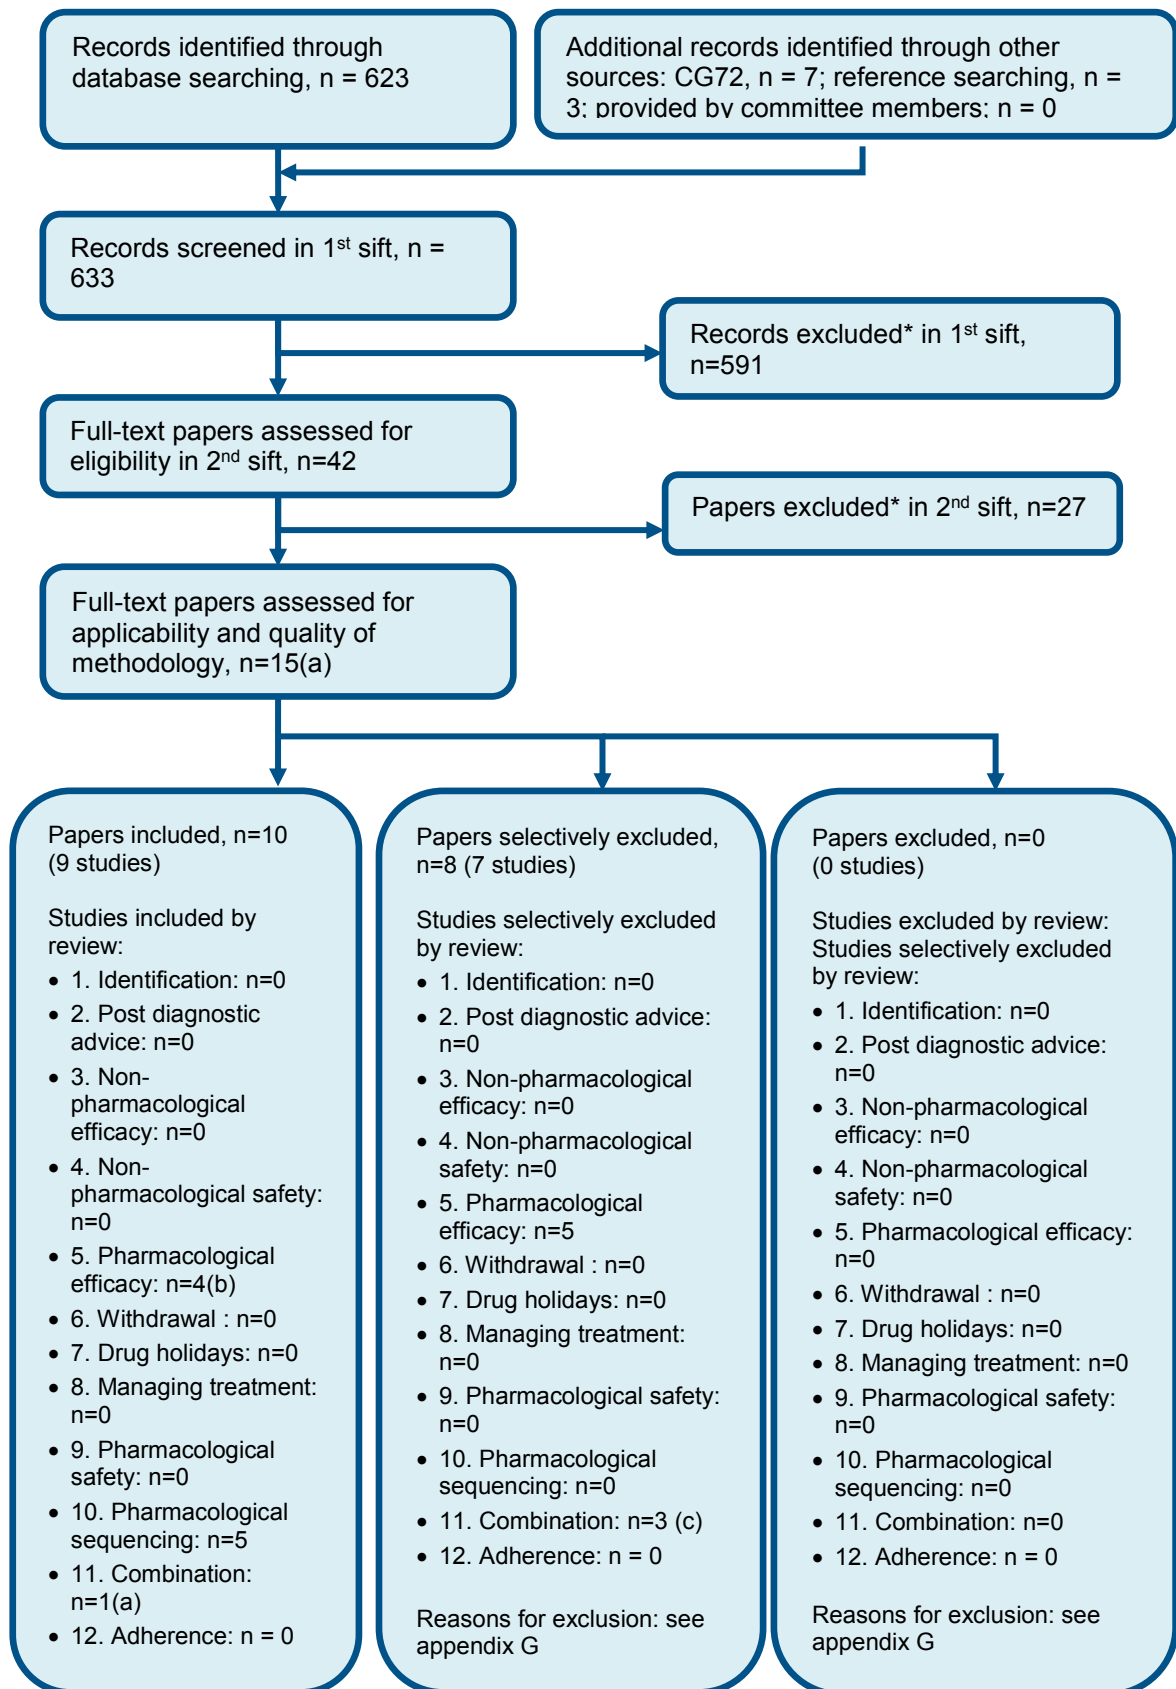 Records identified through
database searching, n = 623
Additional records identified through other
sources: CG72, n = 7; reference searching, n =
3; provided by committee members; n = 0
Records screened in 1st sift, n =
633
Records excluded* in 1st sift,
n=591
Full-text papers assessed for
eligibility in 2nd sift, n=42
Papers excluded* in 2nd sift, n=27
Full-text papers assessed for
applicability and quality of
methodology, n=15(a)
Papers included, n=10
(9 studies)
Studies included by
review:
• 1. Identification: n=0
• 2. Post diagnostic
advice: n=0
• 3. Non-
pharmacological
efficacy: n=0
• 4. Non-
pharmacological safety:
n=0
• 5. Pharmacological
efficacy: n=4(b)
• 6. Withdrawal : n=0
• 7. Drug holidays: n=0
• 8. Managing treatment:
n=0
• 9. Pharmacological
safety: n=0
• 10. Pharmacological
sequencing: n=5
• 11. Combination:
n=1(a)
• 12. Adherence: n = 0
Papers selectively excluded,
n=8 (7 studies)
Studies selectively excluded
by review:
• 1. Identification: n=0
• 2. Post diagnostic advice:
n=0
• 3. Non-pharmacological
efficacy: n=0
• 4. Non-pharmacological
safety: n=0
• 5. Pharmacological
efficacy: n=5
• 6. Withdrawal : n=0
• 7. Drug holidays: n=0
• 8. Managing treatment:
n=0
• 9. Pharmacological safety:
n=0
• 10. Pharmacological
sequencing: n=0
• 11. Combination: n=3 (c)
• 12. Adherence: n = 0
Reasons for exclusion: see
appendix G
Papers excluded, n=0
(0 studies)
Studies excluded by review:
Studies selectively excluded
by review:
• 1. Identification: n=0
• 2. Post diagnostic advice:
n=0
• 3. Non-pharmacological
efficacy: n=0
• 4. Non-pharmacological
safety: n=0
• 5. Pharmacological efficacy:
n=0
• 6. Withdrawal : n=0
• 7. Drug holidays: n=0
• 8. Managing treatment: n=0
• 9. Pharmacological safety:
n=0
• 10. Pharmacological
sequencing: n=0
• 11. Combination: n=0
• 12. Adherence: n = 0
Reasons for exclusion: see
appendix G